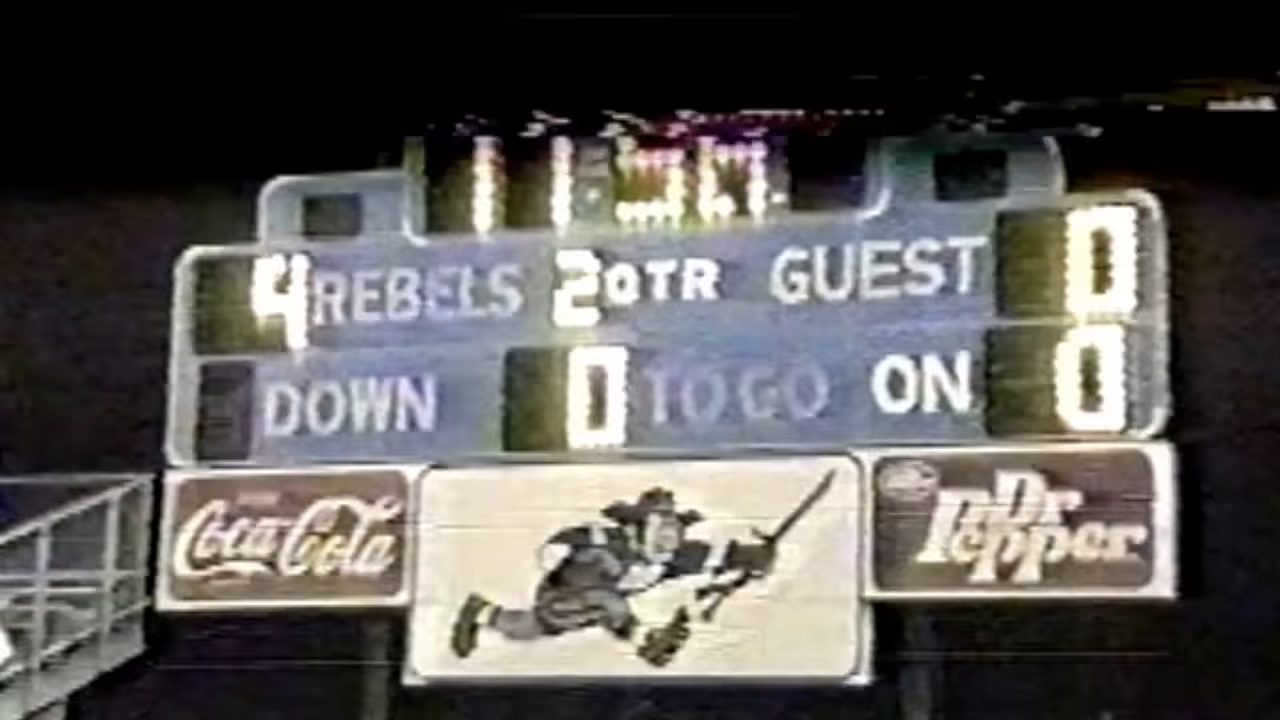 4 REBELS 2 QTR GUEST 0
DOWN 0 TO GO ON 0
Coca-Cola
Dr Pepper